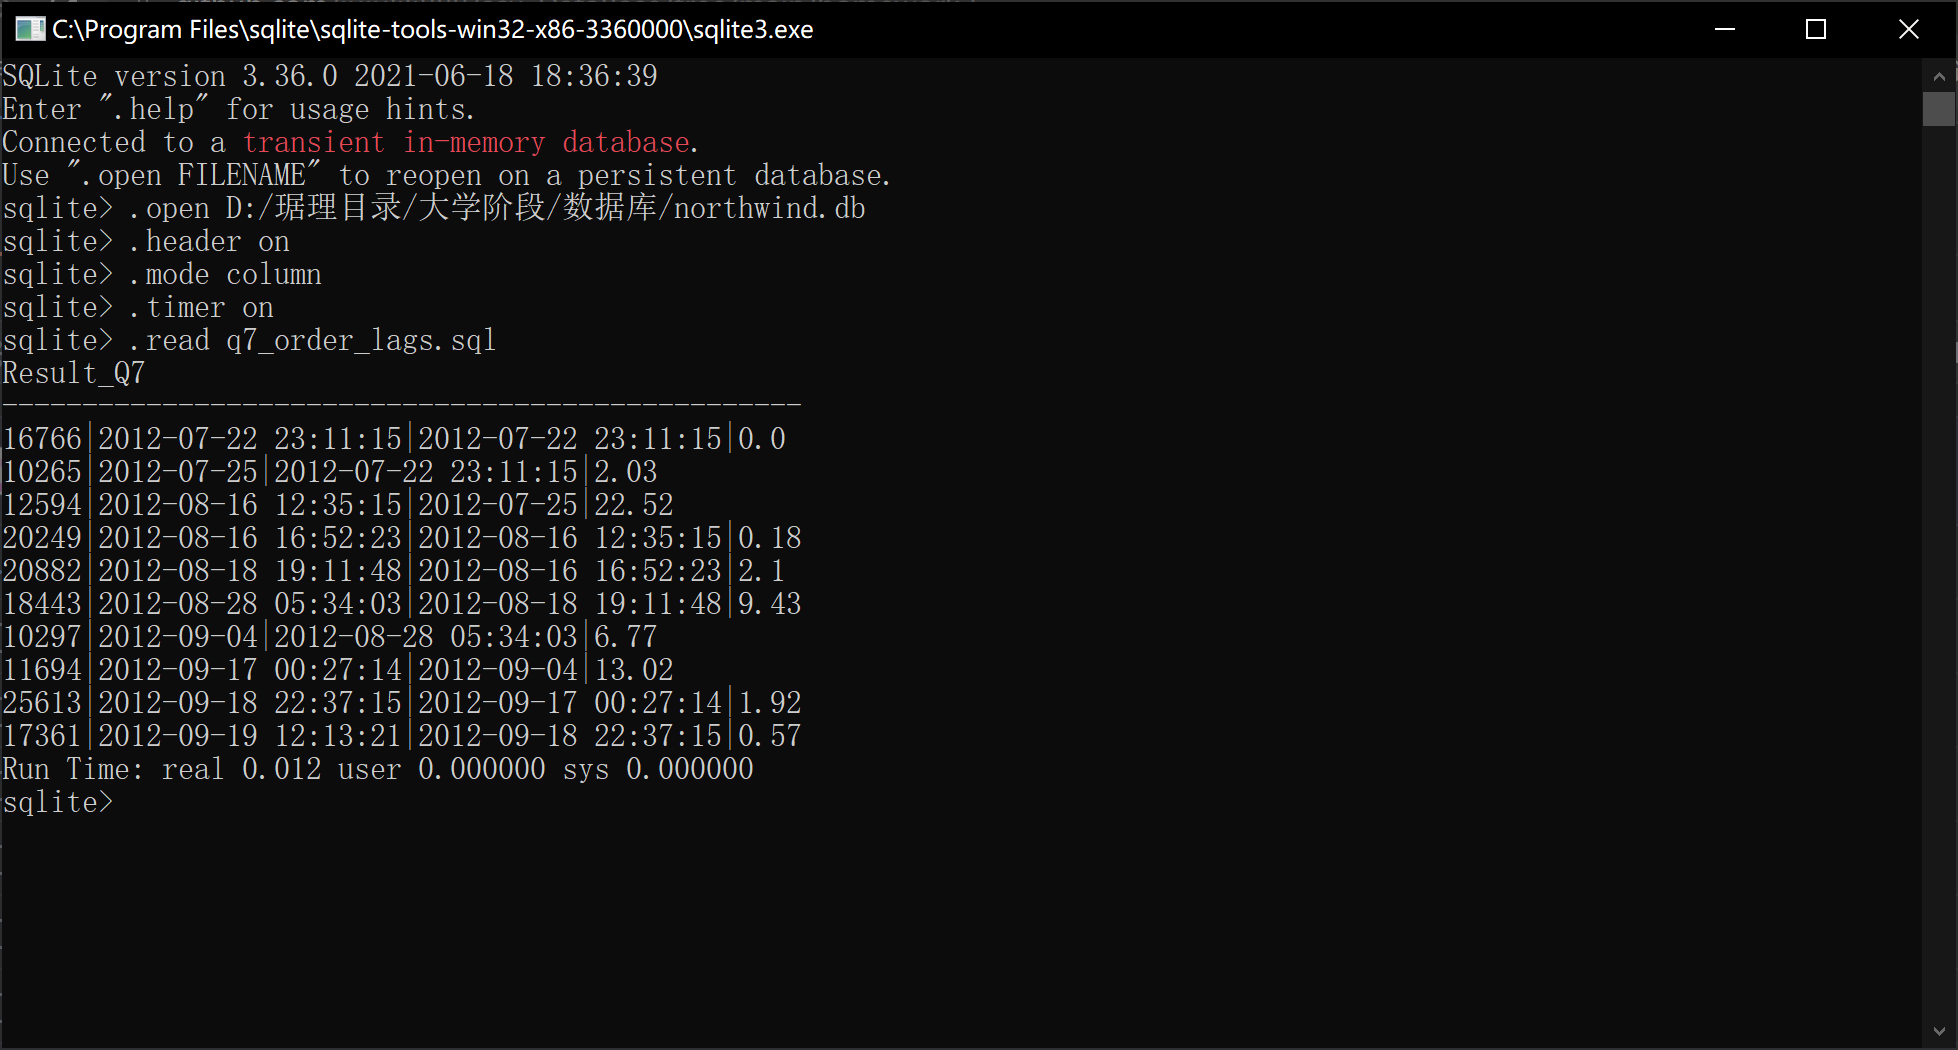 C:\Program Files\sqlite\sqlite-tools-win32-x86-3360000\sqlite3.exe
SQLite version 3.36.0 2021-06-18 18:36:39
Enter ".help" for usage hints.
Connected to a transient in-memory database.
Use ".open FILENAME" to reopen on a persistent database.
sqlite> .open D:/琚理目录/大学阶段/数据库/northwind.db
sqlite> .header on
sqlite> .mode column
sqlite> .timer on
sqlite> .read q7_order_lags.sql
Result_Q7
--------------------------------------------------
16766|2012-07-22 23:11:15|2012-07-22 23:11:15|0.0
10265|2012-07-25|2012-07-22 23:11:15|2.03
12594|2012-08-16 12:35:15|2012-07-25|22.52
20249|2012-08-16 16:52:23|2012-08-16 12:35:15|0.18
20882|2012-08-18 19:11:48|2012-08-16 16:52:23|2.1
18443|2012-08-28 05:34:03|2012-08-18 19:11:48|9.43
10297|2012-09-04|2012-08-28 05:34:03|6.77
11694|2012-09-17 00:27:14|2012-09-04|13.02
25613|2012-09-18 22:37:15|2012-09-17 00:27:14|1.92
17361|2012-09-19 12:13:21|2012-09-18 22:37:15|0.57
Run Time: real 0.012 user 0.000000 sys 0.000000
sqlite>